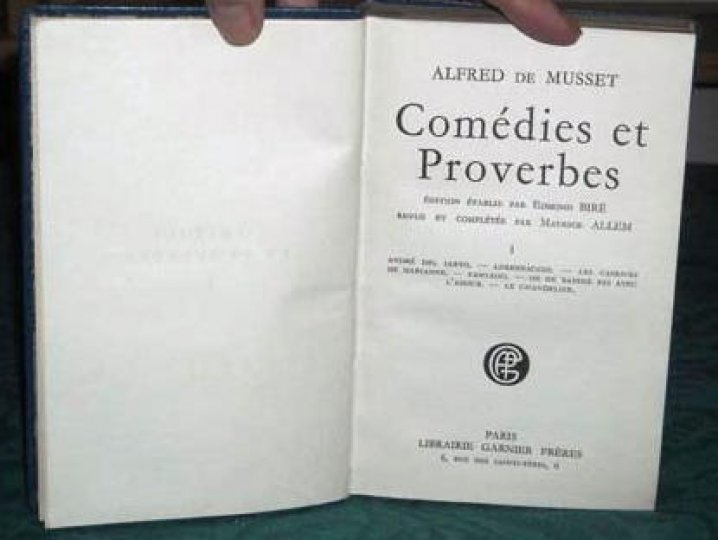 ALFRED DE MUSSET
Comédies et
Proverbes
ÉDITION ÉTABLIE PAR EDMOND BIRÉ
REVUE ET COMPLÉTÉE PAR MAURICE ALLEM
I
ANDRÉ DEL SARTO. — LORENZACCIO. — LES CAPRICES
DE MARIANNE. — FANTASIO. — ON NE BADINE PAS AVEC
L'AMOUR. — LE CHANDELIER.
PARIS
LIBRAIRIE GARNIER FRÈRES
6, RUE DES SAINTS-PÈRES, 6